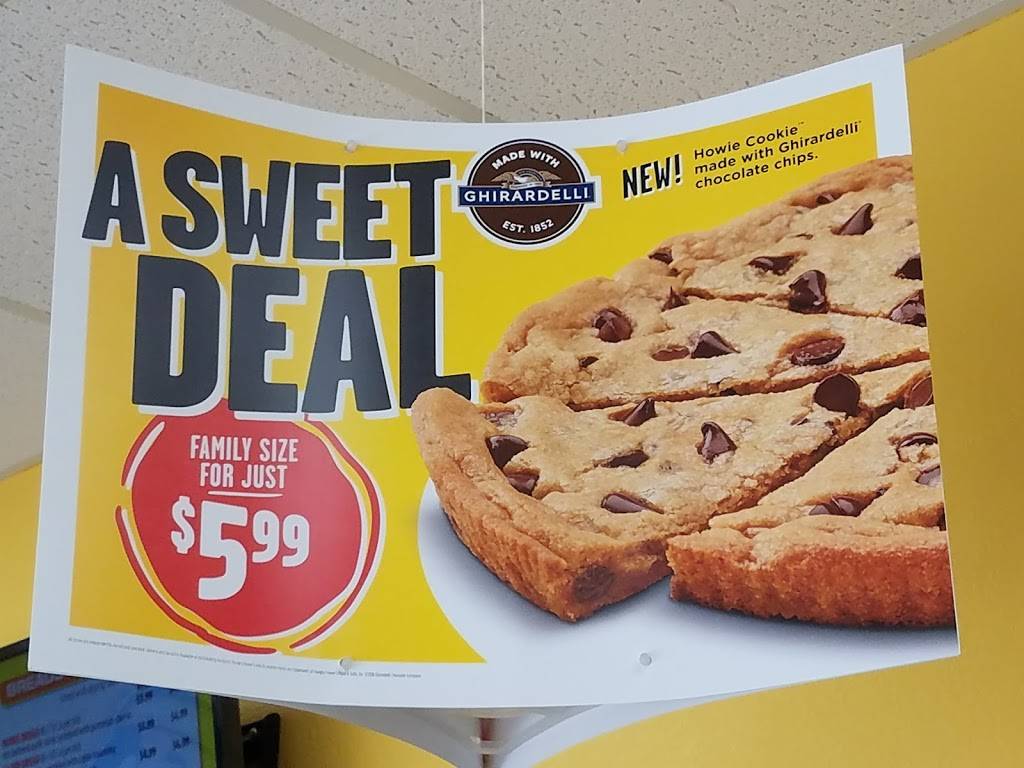 A SWEET
DEAL
MADE WITH
GHIRARDELLI
EST. 1852
NEW!
Howie Cookie™
made with Ghirardelli®
chocolate chips.
FAMILY SIZE
FOR JUST
$5.99